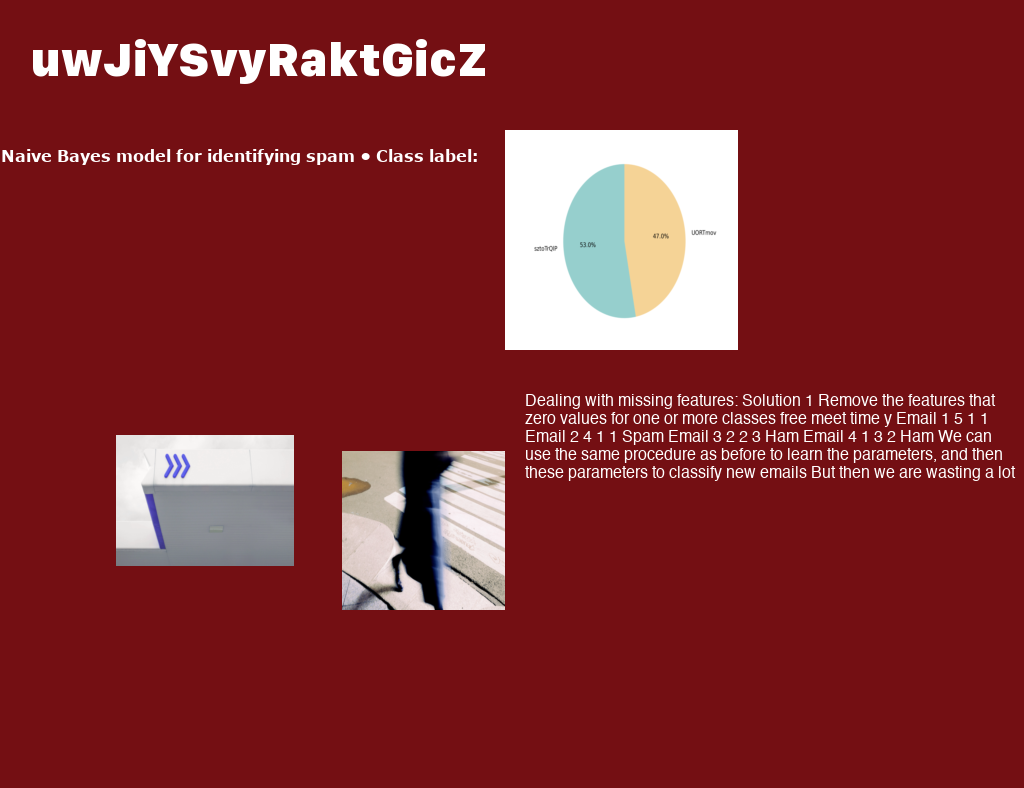 uwJiYSvyRaktGicZ
Naive Bayes model for identifying spam ● Class label:
53.0%
47.0%
sztoTrQIP
UORTmov
Dealing with missing features: Solution 1 Remove the features that
zero values for one or more classes free meet time y Email 1 5 1 1
Email 2 4 1 1 Spam Email 3 2 2 3 Ham Email 4 1 3 2 Ham We can
use the same procedure as before to learn the parameters, and then
these parameters to classify new emails But then we are wasting a lot